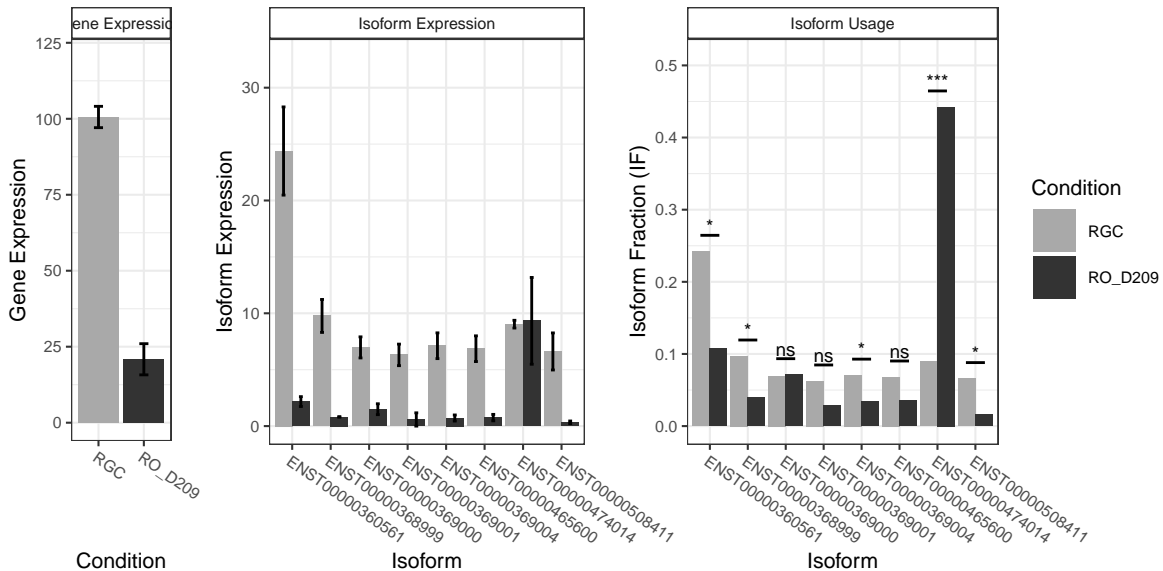 ene Expressio
Gene Expression
125
100
75
50
25
0
RGC
RO_D209
Condition
Isoform Expression
Isoform Expression
30
20
10
0
ENST00000360561
ENST00000368999
ENST00000369000
ENST00000369001
ENST00000369004
ENST00000465600
ENST00000474014
ENST00000508411
Isoform
Isoform Usage
Isoform Fraction (IF)
0.5
0.4
0.3
0.2
0.1
0.0
*
*
ns
ns
*
ns
***
*
ENST00000360561
ENST00000368999
ENST00000369000
ENST00000369001
ENST00000369004
ENST00000465600
ENST00000474014
ENST00000508411
Isoform
Condition
RGC
RO_D209